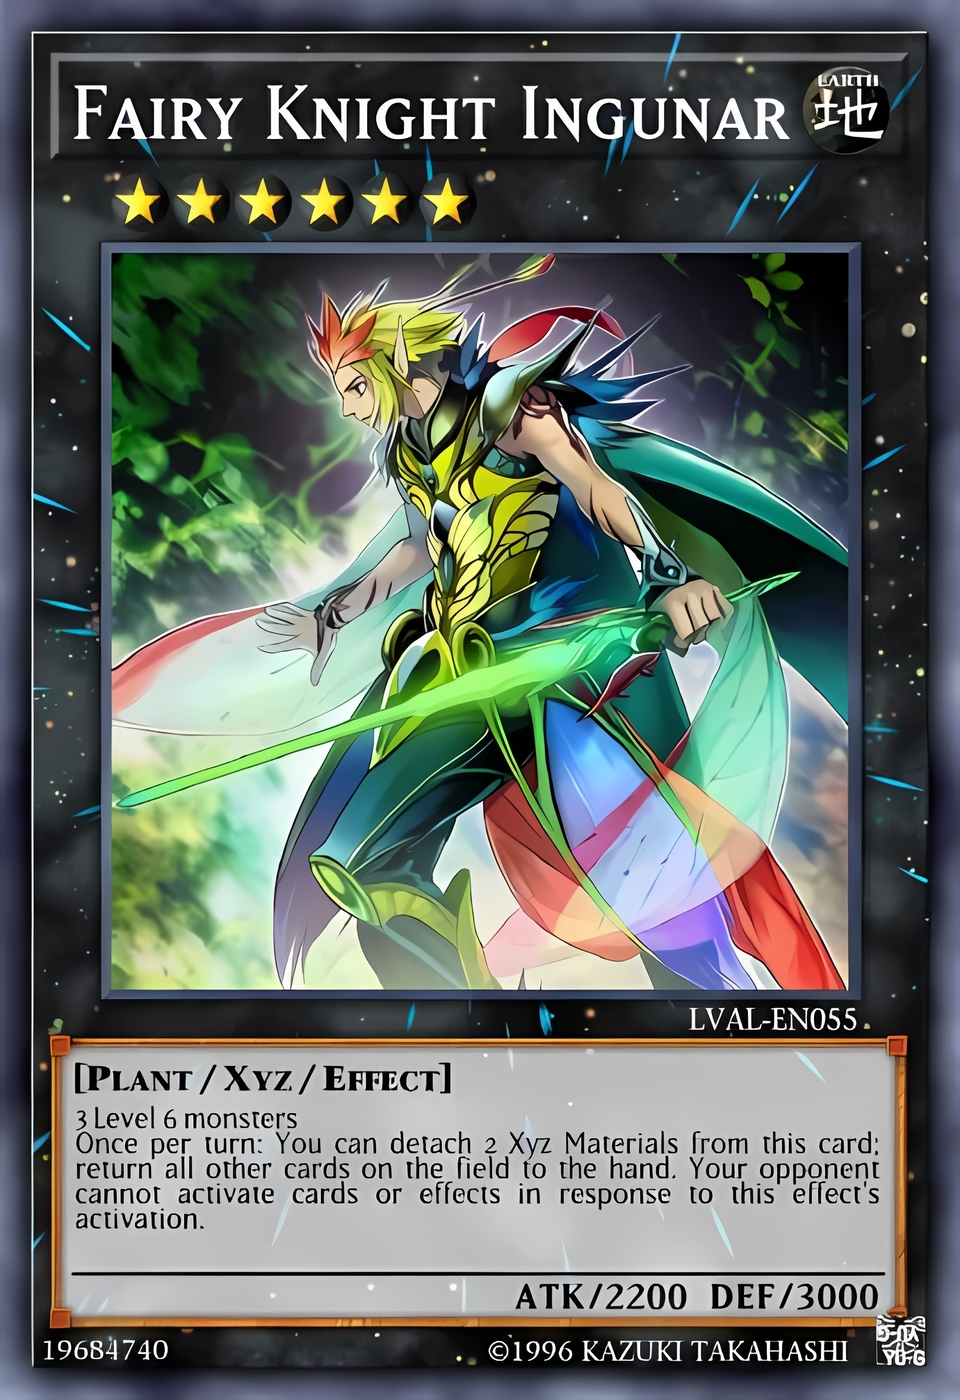 FAIRY KNIGHT INGUNAR
EARTH
地
LVAL-EN055
[PLANT / XYZ / EFFECT]
3 Level 6 monsters
Once per turn: You can detach 2 Xyz Materials from this card;
return all other cards on the field to the hand. Your opponent
cannot activate cards or effects in response to this effect's
activation.
ATK/2200 DEF/3000
19684740
©1996 KAZUKI TAKAHASHI